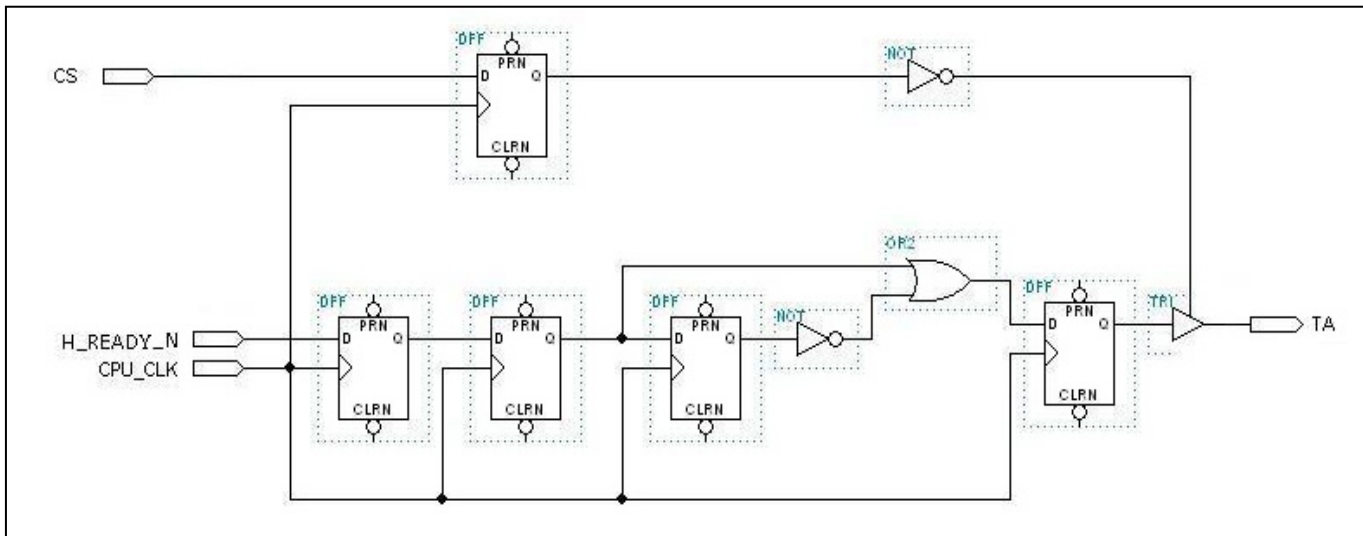 DFF
PRN
D Q
CLRN
CS
NOT
OR2
DFF
PRN
D Q
CLRN
DFF
PRN
D Q
CLRN
DFF
PRN
D Q
CLRN
NOT
DFF
PRN
D Q
CLRN
TRI
TA
H_READY_N
CPU_CLK